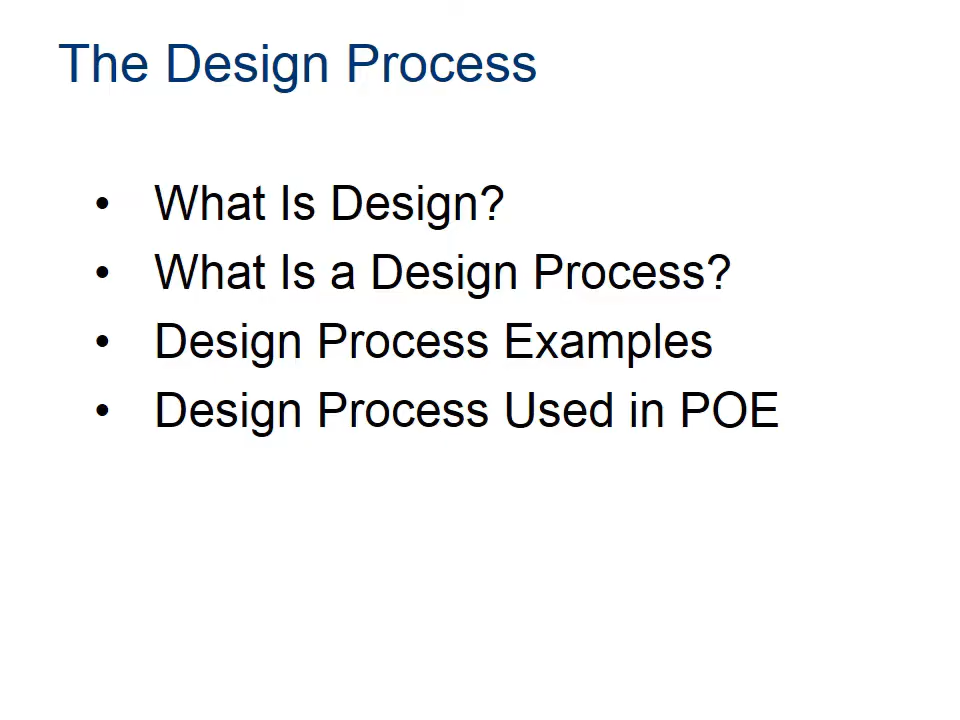 The Design Process
• What Is Design?
• What Is a Design Process?
• Design Process Examples
• Design Process Used in POE